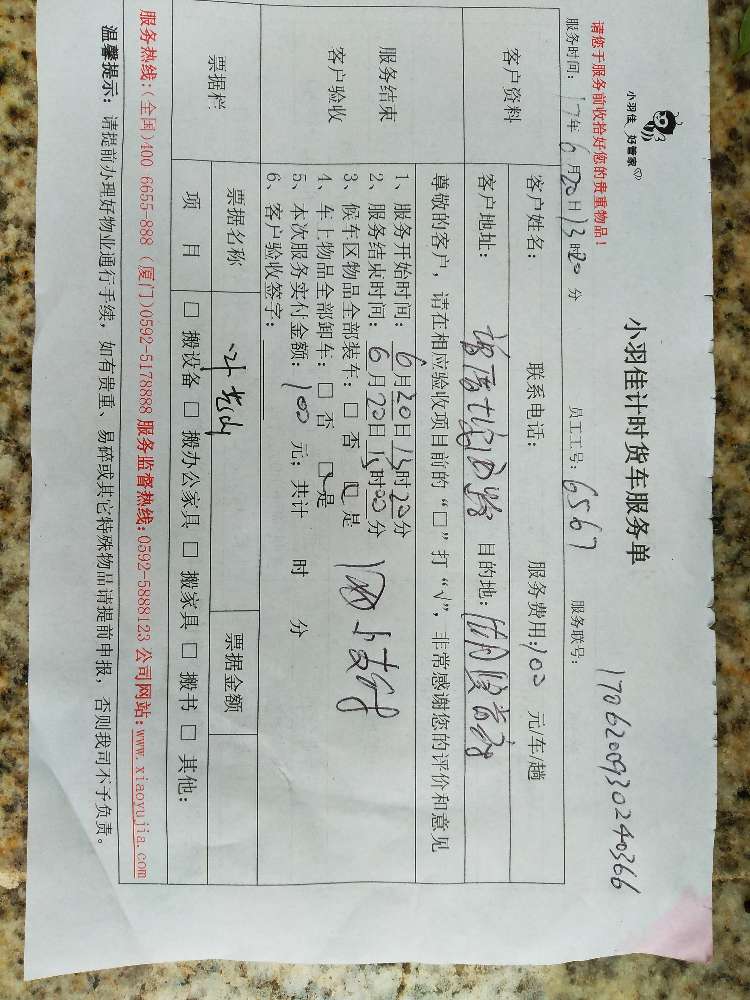 小羽佳 好管家
小羽佳计时货车服务单
请您于服务前收拾好您的贵重物品!
服务时间: 17年6月20日13时20分 员工工号: 6567 服务联号: 1706200930240366
客户资料
客户姓名: 联系电话: 服务费用:100 元/车/趟
客户地址: 目的地:
服务结束
客户验收
尊敬的客户, 请在相应验收项目前的“□”打“√”, 非常感谢您的评价和意见
1、服务开始时间: 6月20日13时20分
2、服务结束时间: 6月20日15时00分
3、候车区物品全部装车: □ 否 □ 是
4、车上物品全部卸车: □ 否 □ 是
5、本次服务实付金额: 100 元; 共计 时 分
6、客户验收签字:
票据栏
票据名称 票据金额
项 目 □ 搬设备 □ 搬办公家具 □ 搬家具 □ 搬书 □ 其他:
服务热线:(全国)400 6655-888 (厦门)0592-5178888 服务监督热线:0592-5888123 公司网站:www.xiaoyujia.com
温馨提示: 请提前办理好物业通行手续, 如有贵重、易碎或其它特殊物品请提前申报, 否则我司不予负责。